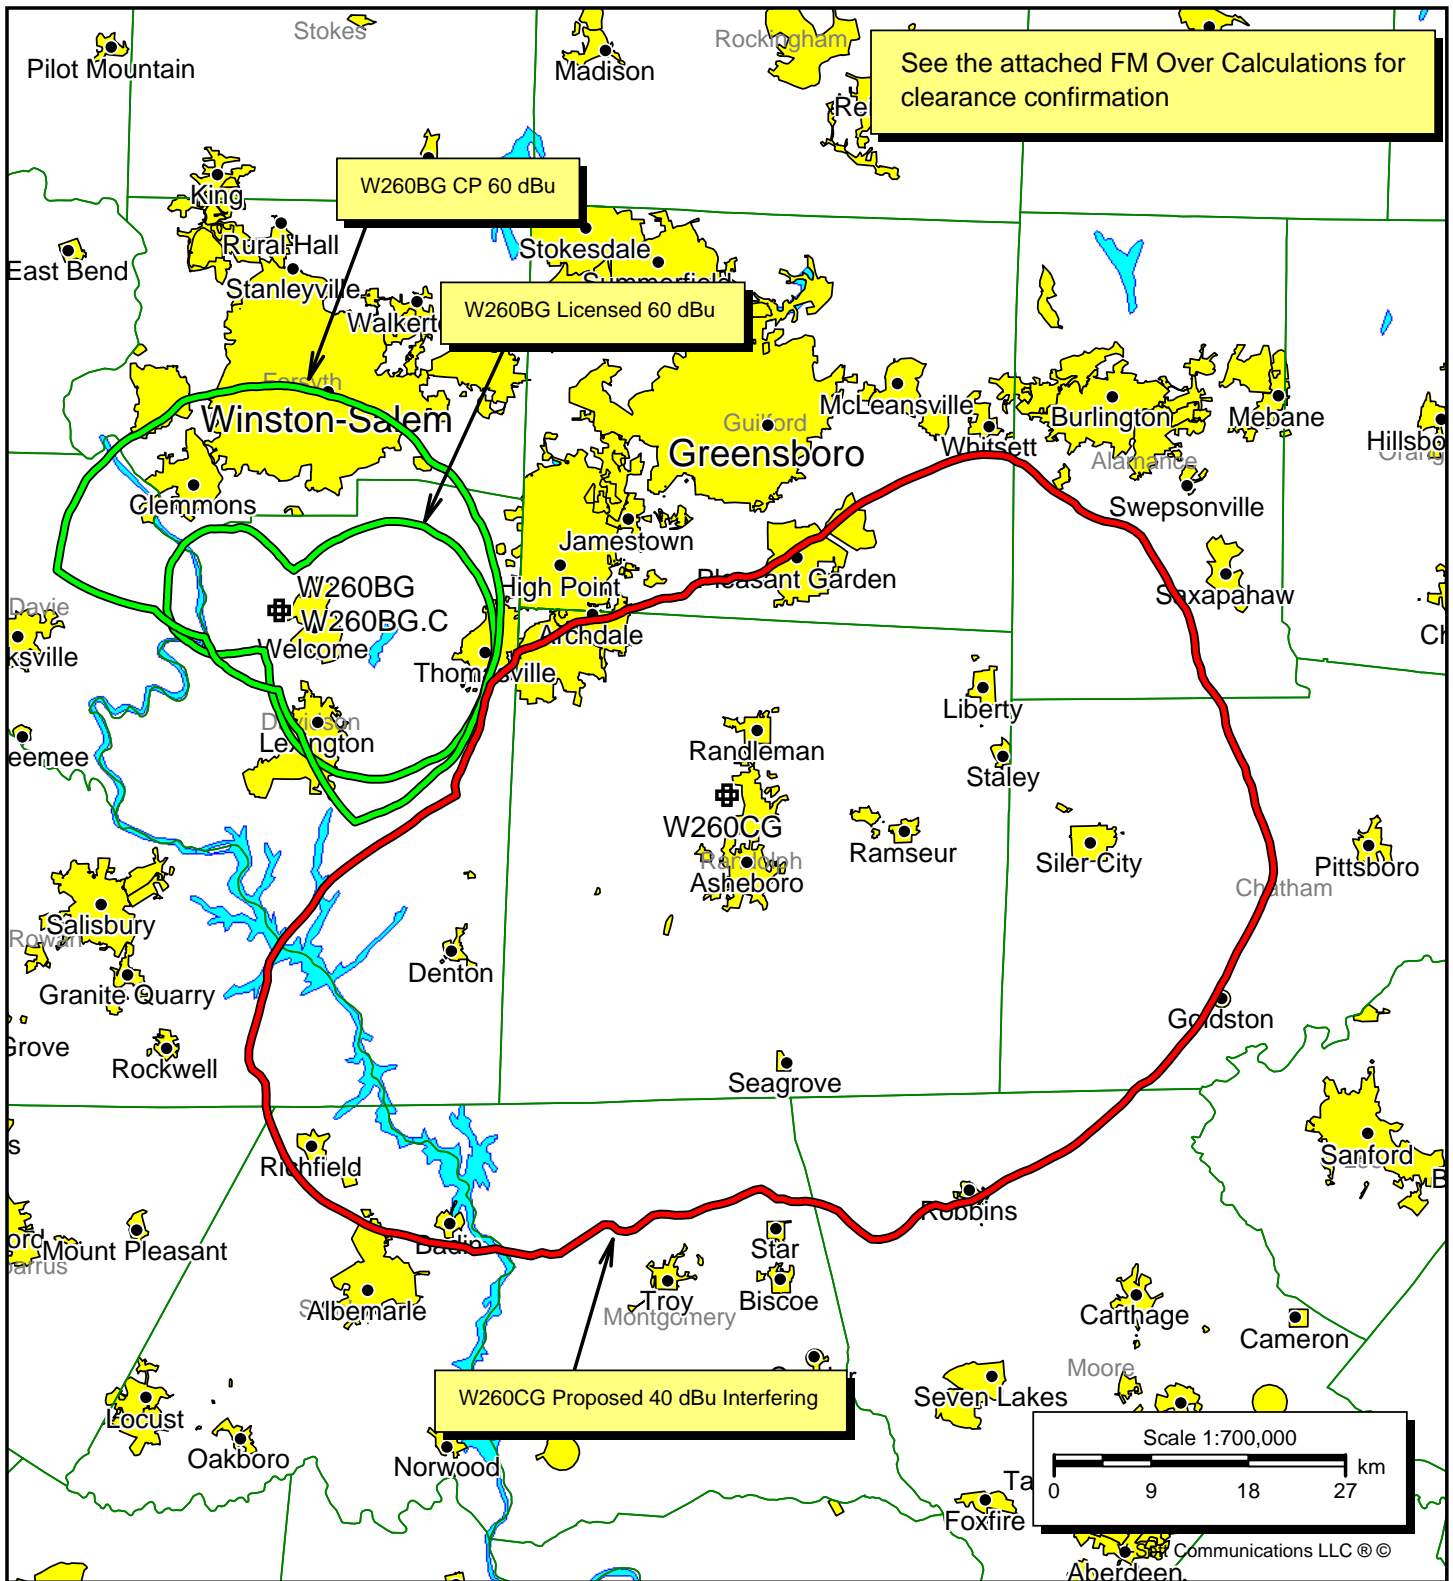 Stokes
Rockingham
Pilot Mountain
Madison
See the attached FM Over Calculations for
clearance confirmation
W260BG CP 60 dBu
King
Rural Hall
Stokesdale
East Bend
Stanleyville
Summerfield
W260BG Licensed 60 dBu
Forsyth
Winston-Salem
Guilford
Greensboro
McLeansville
Whitsett
Burlington
Mebane
Alamance
Clemmons
Swepsonville
Jamestown
High Point
Pleasant Garden
W260BG
W260BG.C
Saxapahaw
Davie
Archdale
Welcome
Thomasville
Liberty
Davidson
Lexington
Randleman
Staley
W260CG
Ramseur
Randolph
Asheboro
Siler City
Pittsboro
Chatham
Salisbury
Rowan
Denton
Granite Quarry
Goldston
Grove
Rockwell
Seagrove
Richfield
Sanford
Robbins
Badin
Mount Pleasant
Star
Troy
Biscoe
Montgomery
Albemarle
Carthage
Cameron
Moore
W260CG Proposed 40 dBu Interfering
Seven Lakes
Locust
Oakboro
Norwood
Scale 1:700,000
km
0 9 18 27
Foxfire
Communications LLC ® ©
Aberdeen